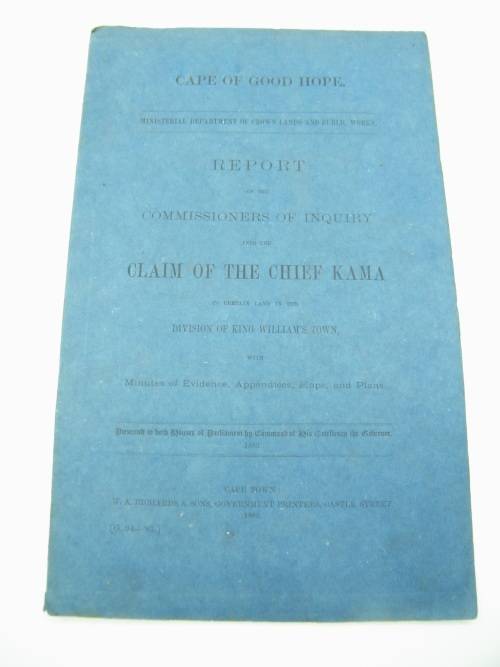 CAPE OF GOOD HOPE.
MINISTERIAL DEPARTMENT OF CROWN LANDS AND PUBLIC WORKS.
REPORT
OF THE
COMMISSIONERS OF INQUIRY
INTO THE
CLAIM OF THE CHIEF KAMA
TO CERTAIN LAND IN THE
DIVISION OF KING WILLIAM'S TOWN,
WITH
Minutes of Evidence, Appendices, Maps, and Plans.
Presented to both Houses of Parliament by Command of His Excellency the Governor.
CAPE TOWN:
W. A. RICHARDS & SONS, GOVERNMENT PRINTERS, CASTLE STREET.